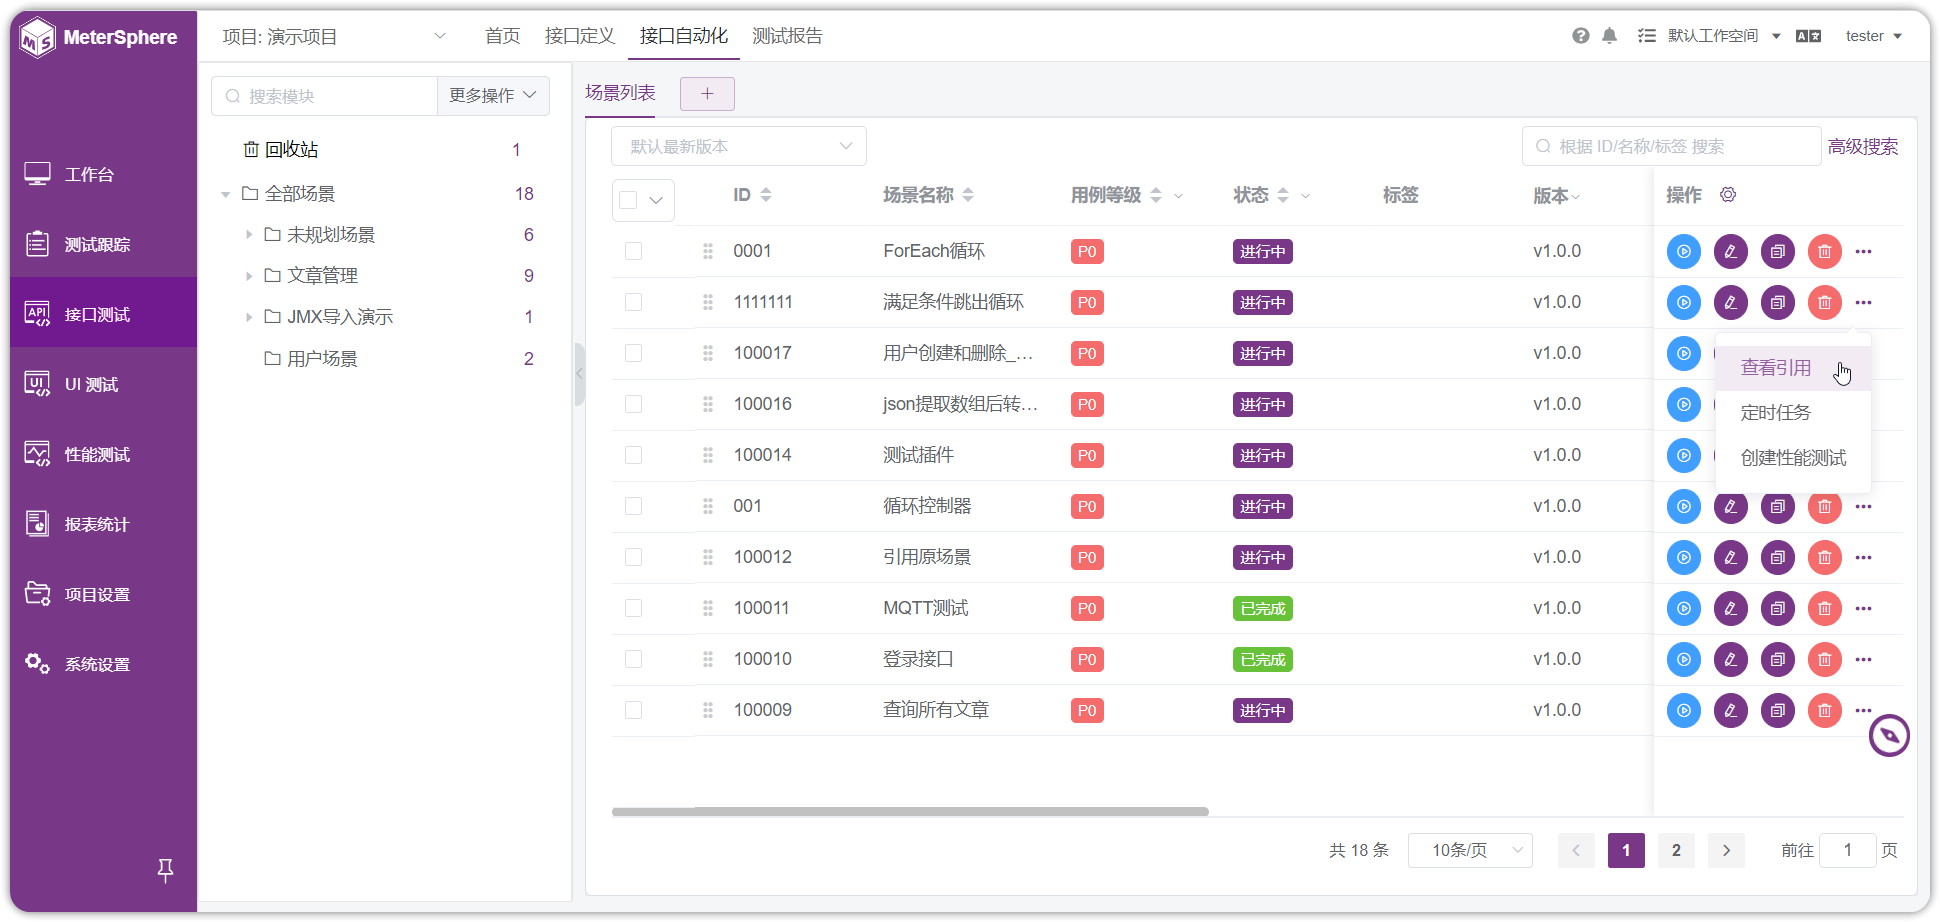 MeterSphere
项目: 演示项目
首页
接口定义
接口自动化
测试报告
默认工作空间
tester
工作台
测试跟踪
API
接口测试
UI
UI 测试
性能测试
报表统计
项目设置
系统设置
搜索模块
更多操作
回收站 1
全部场景 18
未规划场景 6
文章管理 9
JMX导入演示 1
用户场景 2
场景列表
+
默认最新版本
根据 ID/名称/标签 搜索
高级搜索
ID 场景名称 用例等级 状态 标签 版本 操作
0001 ForEach循环 P0 进行中 v1.0.0
1111111 满足条件跳出循环 P0 进行中 v1.0.0
100017 用户创建和删除_... P0 进行中 v1.0.0
100016 json提取数组后转... P0 进行中 v1.0.0
100014 测试插件 P0 进行中 v1.0.0
001 循环控制器 P0 进行中 v1.0.0
100012 引用原场景 P0 进行中 v1.0.0
100011 MQTT测试 P0 已完成 v1.0.0
100010 登录接口 P0 已完成 v1.0.0
100009 查询所有文章 P0 进行中 v1.0.0
查看引用
定时任务
创建性能测试
共 18 条 10条/页 1 2 前往 1 页